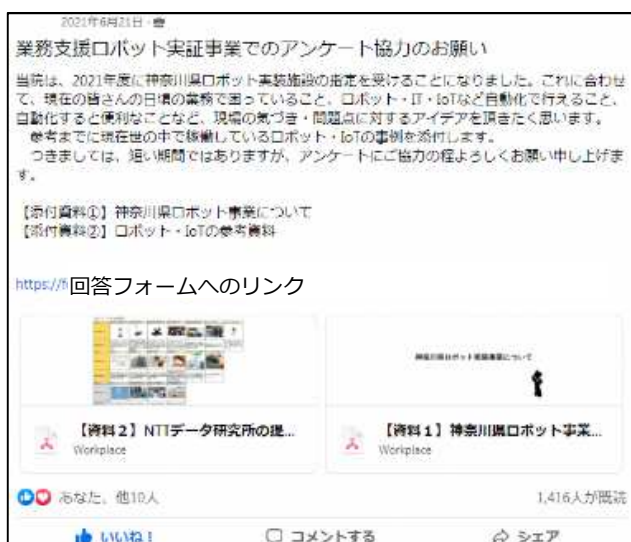 2021年6月21日
業務支援ロボット実証事業でのアンケート協力のお願い
当院は、2021年度に神奈川県ロボット実装施設の指定を受けることになりました。これに合わせ
て、現在の皆さんの日頃の業務で困っていること、ロボット・IT・IoTなど自動化で行えること、
自動化すると便利なことなど、現場の気づき・問題点に対するアイデアを頂きたく思います。
参考までに現在世の中で稼働しているロボット・IoTの事例を添付します。
つきましては、短い期間ではありますが、アンケートにご協力の程よろしくお願い申し上げま
す。
【添付資料①】神奈川県ロボット事業について
【添付資料②】ロボット・IoTの参考資料
https://fi回答フォームへのリンク
【資料２】NTTデータ研究所の提...
Workplace
【資料１】神奈川県ロボット事業...
Workplace
あなた、他10人
1,416人が既読
いいね！
コメントする
シェア